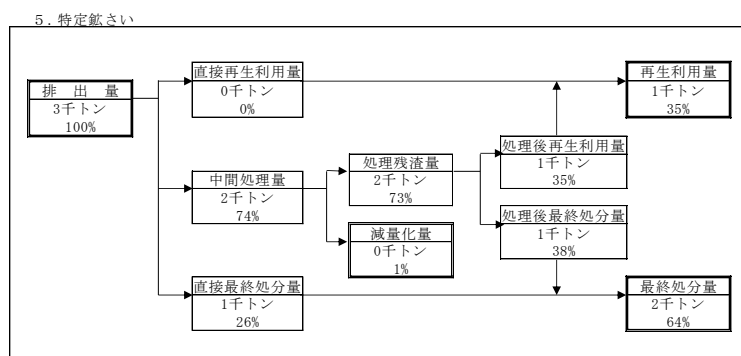 5．特定鉱さい
排　出　量
3千トン
100%
直接再生利用量
0千トン
0%
再生利用量
1千トン
35%
中間処理量
2千トン
74%
処理残渣量
2千トン
73%
処理後再生利用量
1千トン
35%
減量化量
0千トン
1%
処理後最終処分量
1千トン
38%
直接最終処分量
1千トン
26%
最終処分量
2千トン
64%